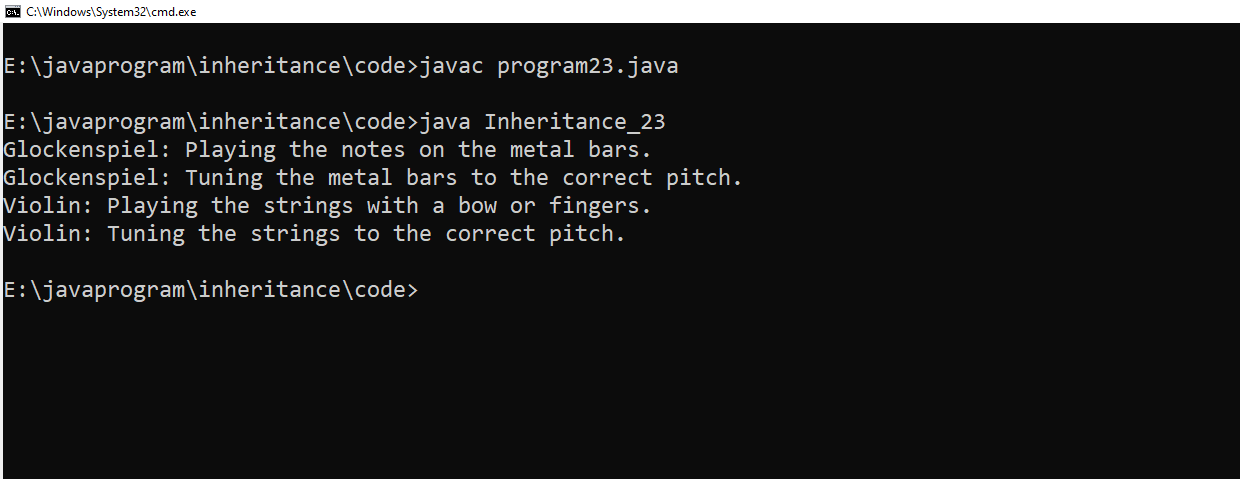 C:\Windows\System32\cmd.exe
E:\javaprogram\inheritance\code>javac program23.java
E:\javaprogram\inheritance\code>java Inheritance_23
Glockenspiel: Playing the notes on the metal bars.
Glockenspiel: Tuning the metal bars to the correct pitch.
Violin: Playing the strings with a bow or fingers.
Violin: Tuning the strings to the correct pitch.
E:\javaprogram\inheritance\code>